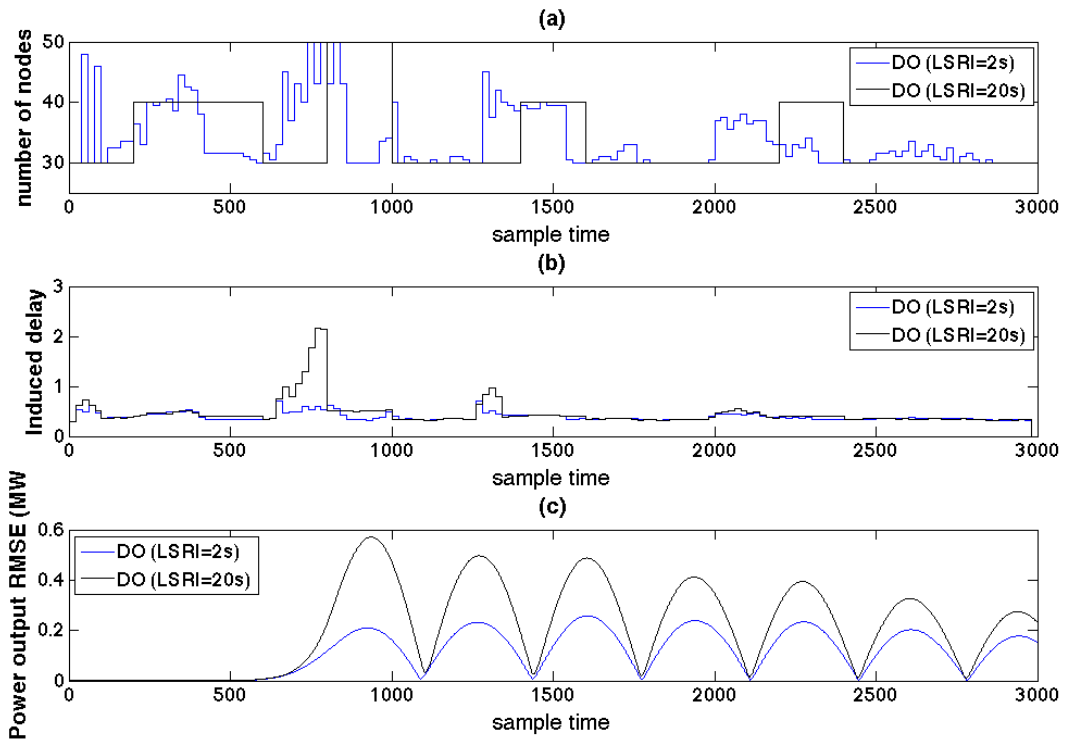 (a)
number of nodes
50
40
30
DO (LSRI=2s)
DO (LSRI=20s)
0 500 1000 1500 2000 2500 3000
sample time
(b)
Induced delay
3
2
1
0
DO (LSRI=2s)
DO (LSRI=20s)
0 500 1000 1500 2000 2500 3000
sample time
(c)
Power output RMSE (MW
0.6
0.4
0.2
0
DO (LSRI=2s)
DO (LSRI=20s)
0 500 1000 1500 2000 2500 3000
sample time